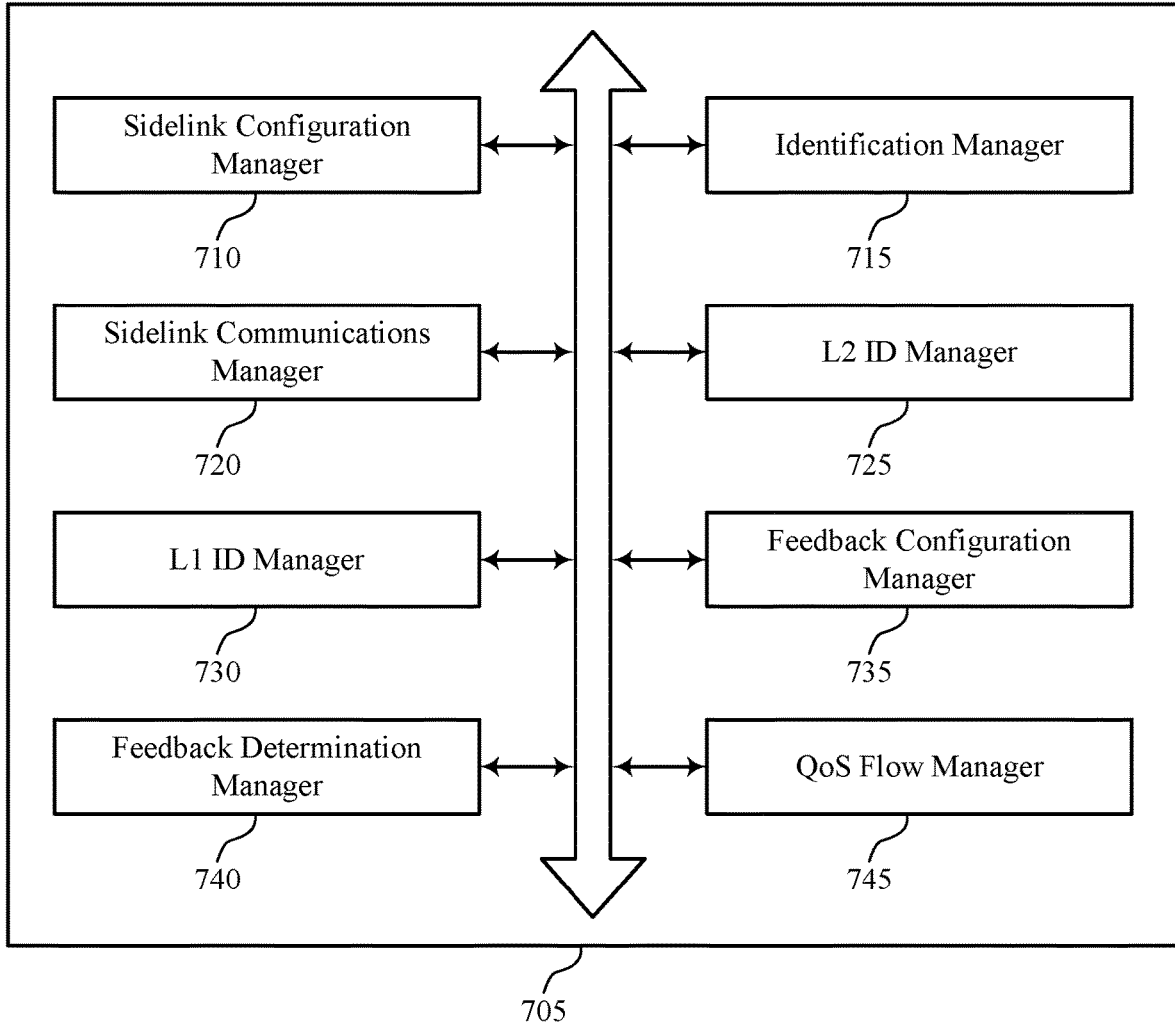 Sidelink Configuration
Manager
710
Identification Manager
715
Sidelink Communications
Manager
720
L2 ID Manager
725
L1 ID Manager
730
Feedback Configuration
Manager
735
Feedback Determination
Manager
740
QoS Flow Manager
745
705